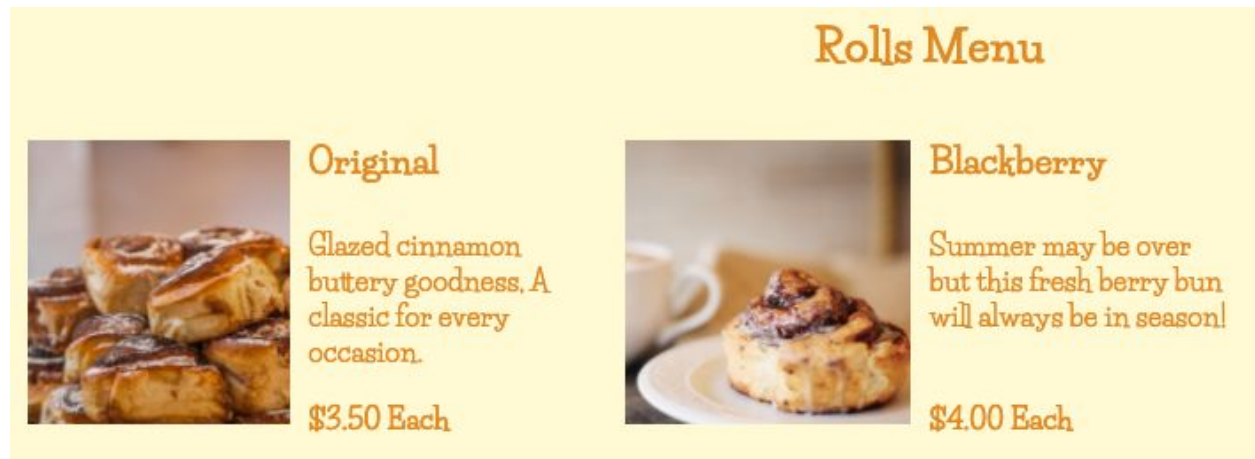 Rolls Menu
Original
Glazed cinnamon
buttery goodness, A
classic for every
occasion.
$3.50 Each
Blackberry
Summer may be over
but this fresh berry bun
will always be in season!
$4.00 Each